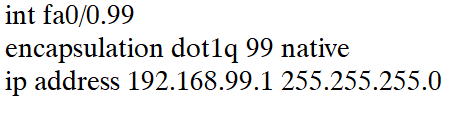 int fa0/0.99
encapsulation dot1q 99 native
ip address 192.168.99.1 255.255.255.0